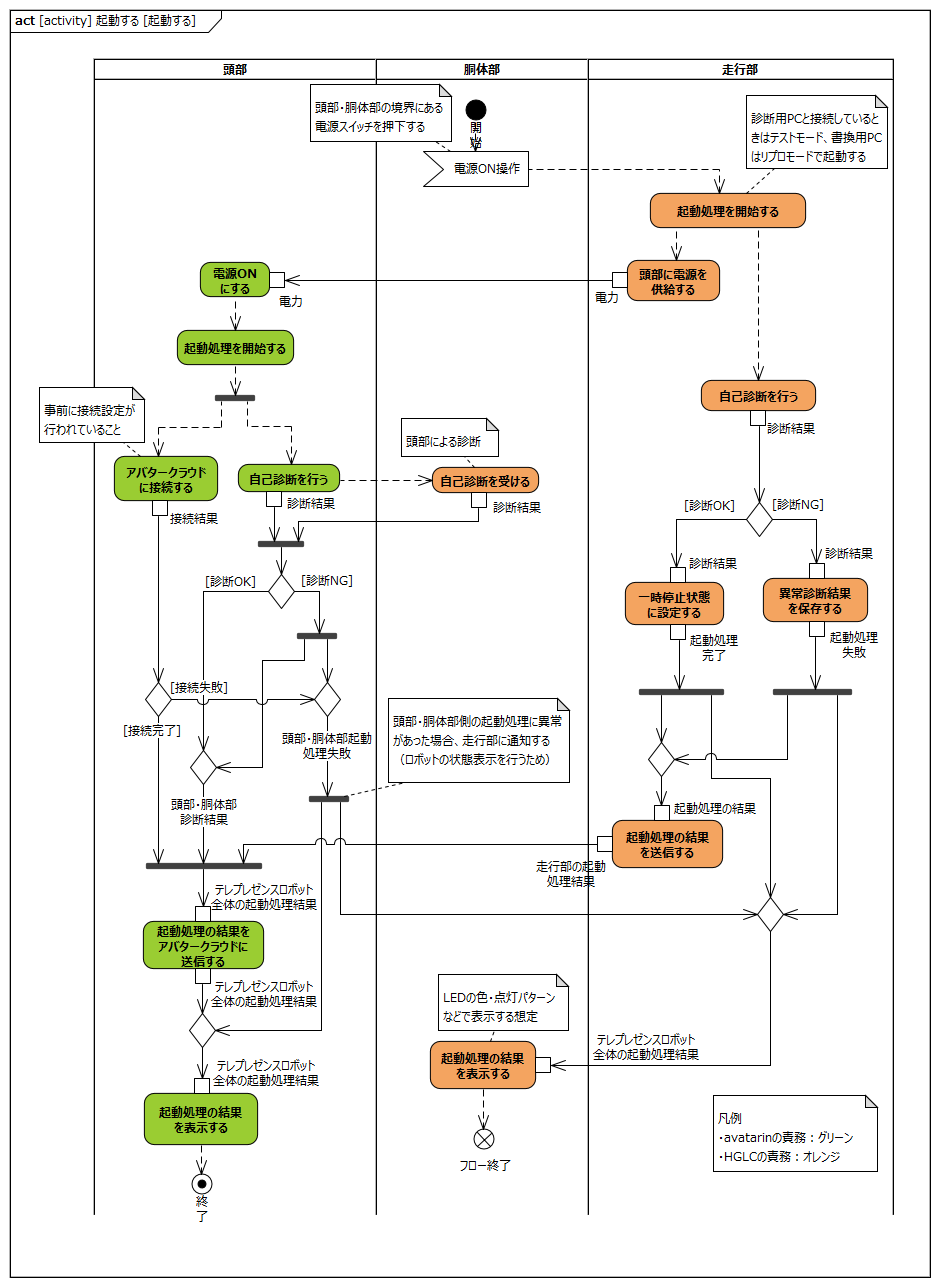 act [activity] 起動する [起動する]
頭部
胴体部
走行部
頭部・胴体部の境界にある
電源スイッチを押下する
開
始
診断用PCと接続していると
きはテストモード、書換用PC
はリプロモードで起動する
電源ON操作
起動処理を開始する
電源ON
にする
電力
頭部に電源を
供給する
電力
起動処理を開始する
自己診断を行う
診断結果
事前に接続設定が
行われていること
頭部による診断
アバタークラウド
に接続する
接続結果
自己診断を行う
診断結果
自己診断を受ける
診断結果
[診断OK]
[診断NG]
診断結果
診断結果
[診断OK]
[診断NG]
一時停止状態
に設定する
異常診断結果
を保存する
起動処理
完了
起動処理
失敗
[接続失敗]
[接続完了]
頭部・胴体部起動
処理失敗
頭部・胴体部側の起動処理に異常
があった場合、走行部に通知する
（ロボットの状態表示を行うため）
頭部・胴体部
診断結果
起動処理の結果
起動処理の結果
を送信する
走行部の起動
処理結果
テレプレゼンスロボット
全体の起動処理結果
起動処理の結果を
アバタークラウドに
送信する
テレプレゼンスロボット
全体の起動処理結果
LEDの色・点灯パターン
などで表示する想定
起動処理の結果
を表示する
テレプレゼンスロボット
全体の起動処理結果
テレプレゼンスロボット
全体の起動処理結果
起動処理の結果
を表示する
フロー終了
終
了
凡例
・avatarinの責務：グリーン
・HGLCの責務：オレンジ